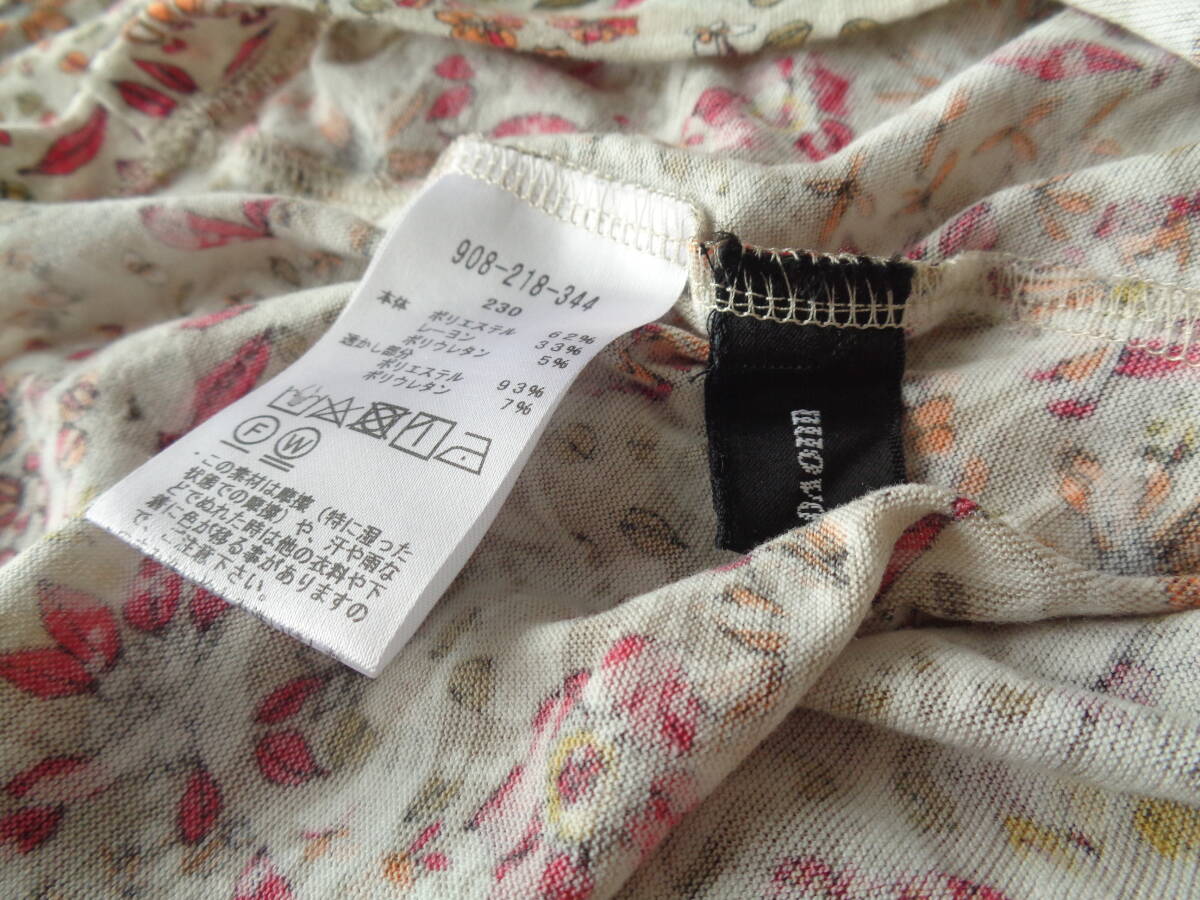 908-218-344
230
本体 ポリエステル 62%
レーヨン 33%
ポリウレタン 5%
透かし部分
ポリエステル 93%
ポリウレタン 7%
F W
・この素材は摩擦（特に湿った
状態での摩擦）や、汗や雨な
どでぬれた時は他の衣料や下
着に色が移る事がありますの
で、ご注意下さい。